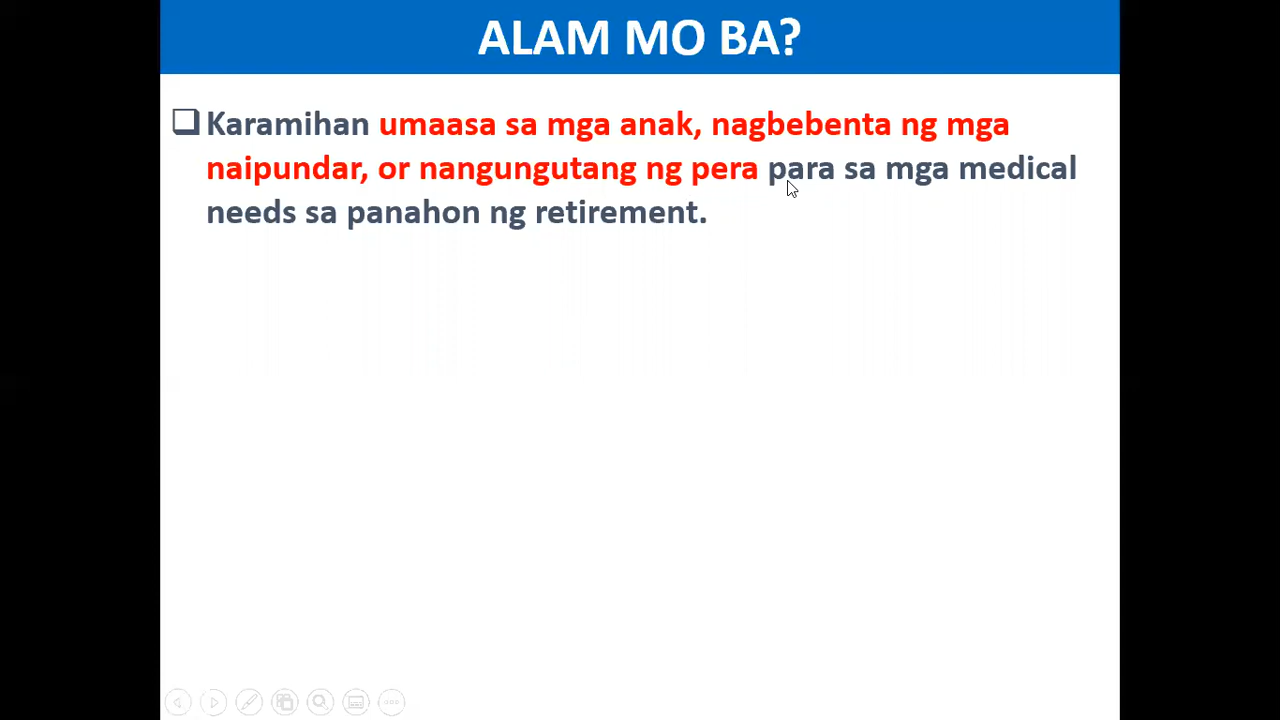 ALAM MO BA?
Karamihan umaasa sa mga anak, nagbebenta ng mga
naipundar, or nangungutang ng pera para sa mga medical
needs sa panahon ng retirement.